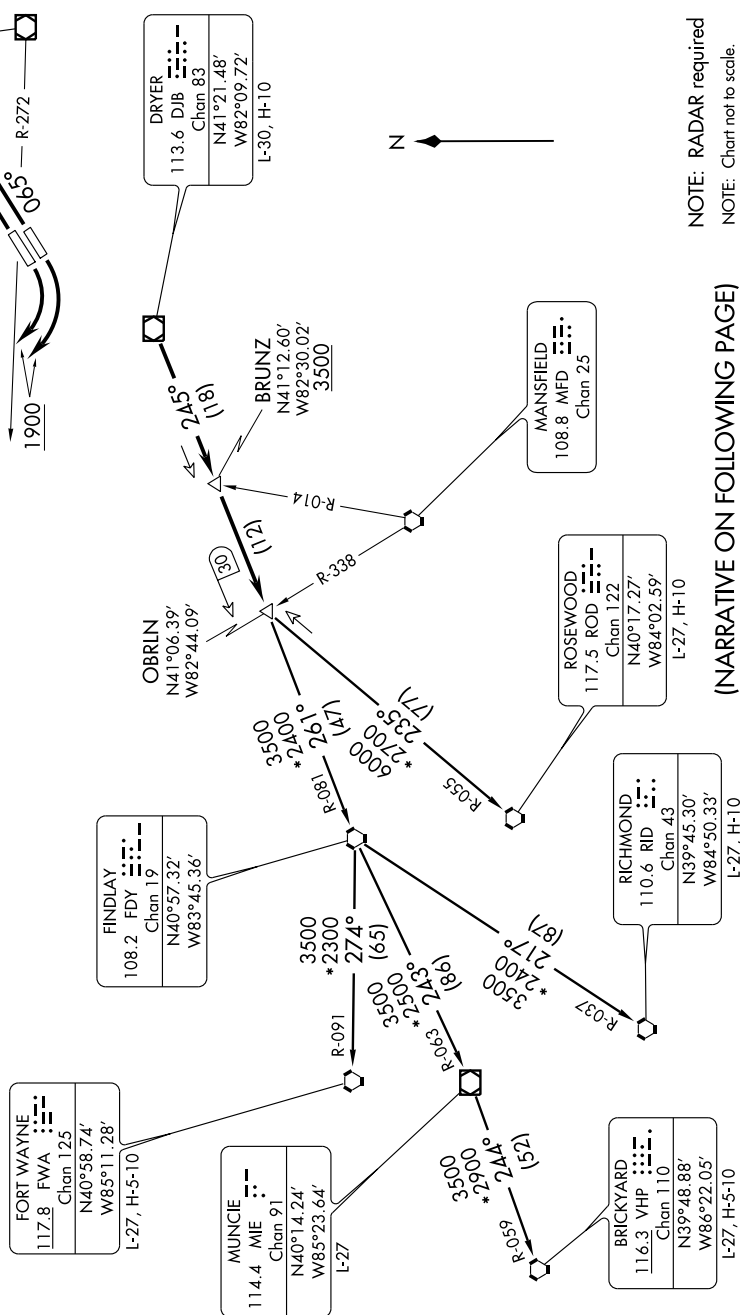 R-272
065°
1900
DRYER
113.6 DJB
Chan 83
N41°21.48′
W82°09.72′
L-30, H-10
N
245°
(18)
BRUNZ
N41°12.60′
W82°30.02′
3500
R-014
(12)
30
OBRLN
N41°06.39′
W82°44.09′
R-338
MANSFIELD
108.8 MFD
Chan 25
3500
*2400
261°
(47)
R-081
6000
*2700
235°
(77)
R-055
ROSEWOOD
117.5 ROD
Chan 122
N40°17.27′
W84°02.59′
L-27, H-10
FINDLAY
108.2 FDY
Chan 19
N40°57.32′
W83°45.36′
3500
*2300
274°
(65)
R-091
3500
*2500
243°
(86)
R-063
3500
*2400
217°
(87)
R-037
RICHMOND
110.6 RID
Chan 43
N39°45.30′
W84°50.33′
L-27, H-10
FORT WAYNE
117.8 FWA
Chan 125
N40°58.74′
W85°11.28′
L-27, H-5-10
MUNCIE
114.4 MIE
Chan 91
N40°14.24′
W85°23.64′
L-27
3500
*2900
244°
(52)
R-059
BRICKYARD
116.3 VHP
Chan 110
N39°48.88′
W86°22.05′
L-27, H-5-10
NOTE: RADAR required
NOTE: Chart not to scale.
(NARRATIVE ON FOLLOWING PAGE)